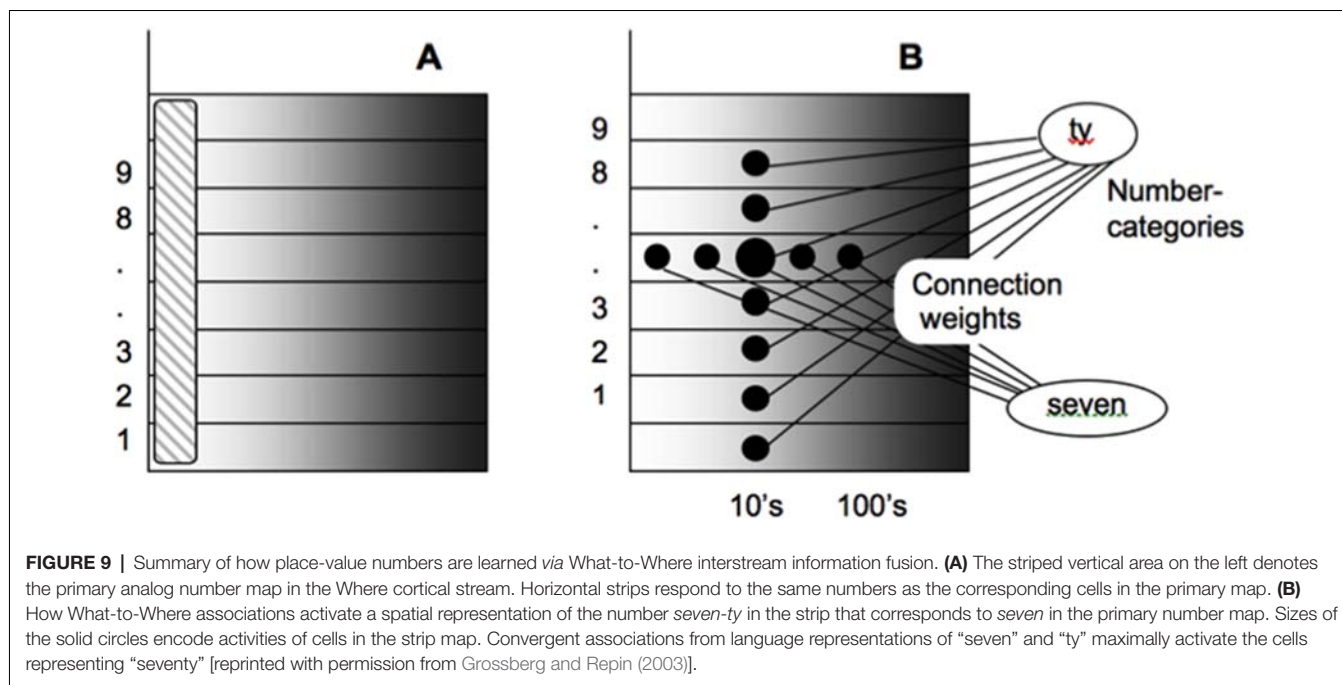 A
9
8
.
.
3
2
1
B
9
8
.
.
3
2
1
10's 100's
ty
Number-
categories
Connection
weights
seven
FIGURE 9 | Summary of how place-value numbers are learned via What-to-Where interstream information fusion. (A) The striped vertical area on the left denotes
the primary analog number map in the Where cortical stream. Horizontal strips respond to the same numbers as the corresponding cells in the primary map. (B)
How What-to-Where associations activate a spatial representation of the number seven-ty in the strip that corresponds to seven in the primary number map. Sizes of
the solid circles encode activities of cells in the strip map. Convergent associations from language representations of “seven” and “ty” maximally activate the cells
representing “seventy” [reprinted with permission from Grossberg and Repin (2003)].